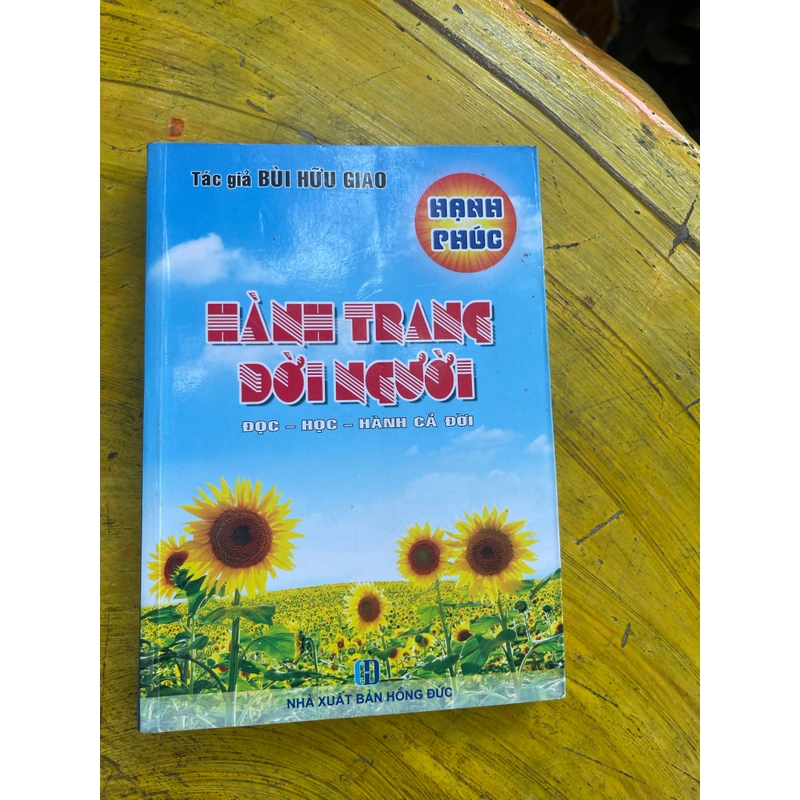 Tác giả BÙI HỮU GIAO
HẠNH
PHÚC
HÀNH TRANG
ĐỜI NGƯỜI
ĐỌC – HỌC – HÀNH CẢ ĐỜI
NHÀ XUẤT BẢN HỒNG ĐỨC